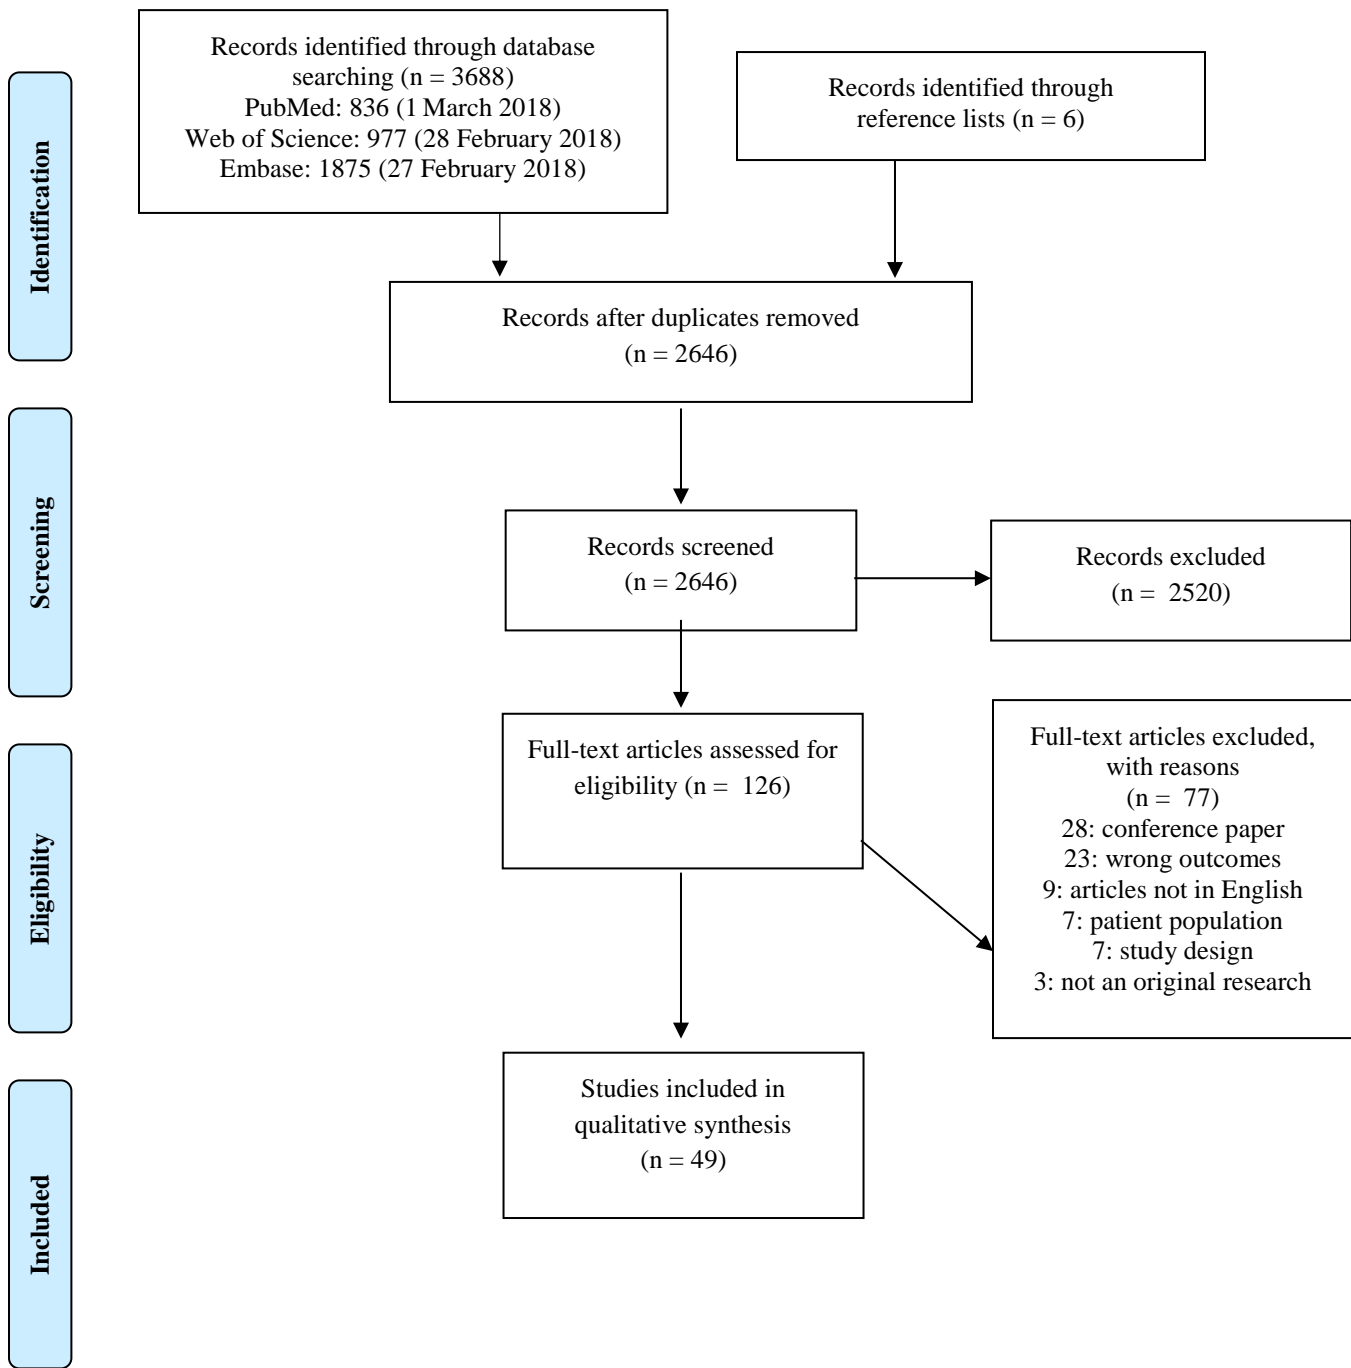 Identification
Records identified through database
searching (n = 3688)
PubMed: 836 (1 March 2018)
Web of Science: 977 (28 February 2018)
Embase: 1875 (27 February 2018)
Records identified through
reference lists (n = 6)
Records after duplicates removed
(n = 2646)
Screening
Records screened
(n = 2646)
Records excluded
(n =  2520)
Eligibility
Full-text articles assessed for
eligibility (n =  126)
Full-text articles excluded,
with reasons
(n =  77)
28: conference paper
23: wrong outcomes
9: articles not in English
7: patient population
7: study design
3: not an original research
Included
Studies included in
qualitative synthesis
(n = 49)